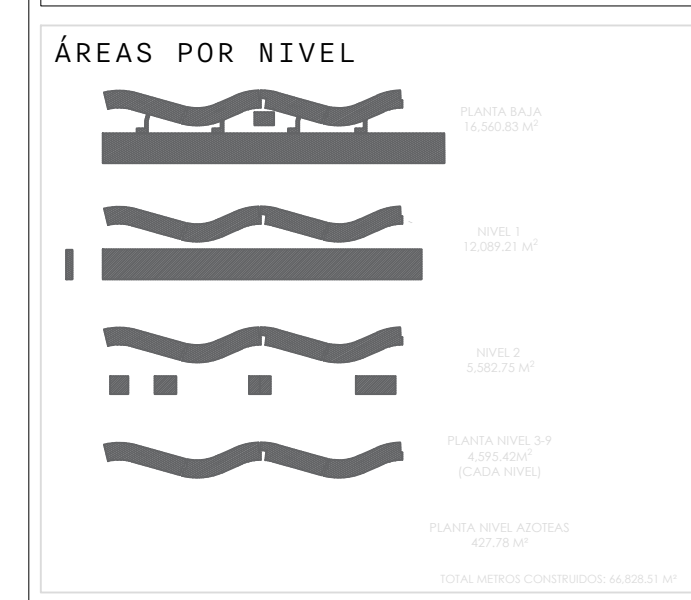 ÁREAS POR NIVEL
PLANTA BAJA
16,560.83 M²
NIVEL 1
12,089.21 M²
NIVEL 2
5,582.75 M²
PLANTA NIVEL 3-9
4,595.42M²
(CADA NIVEL)
PLANTA NIVEL AZOTEAS
427.78 M²
TOTAL METROS CONSTRUIDOS: 66,828.51 M²